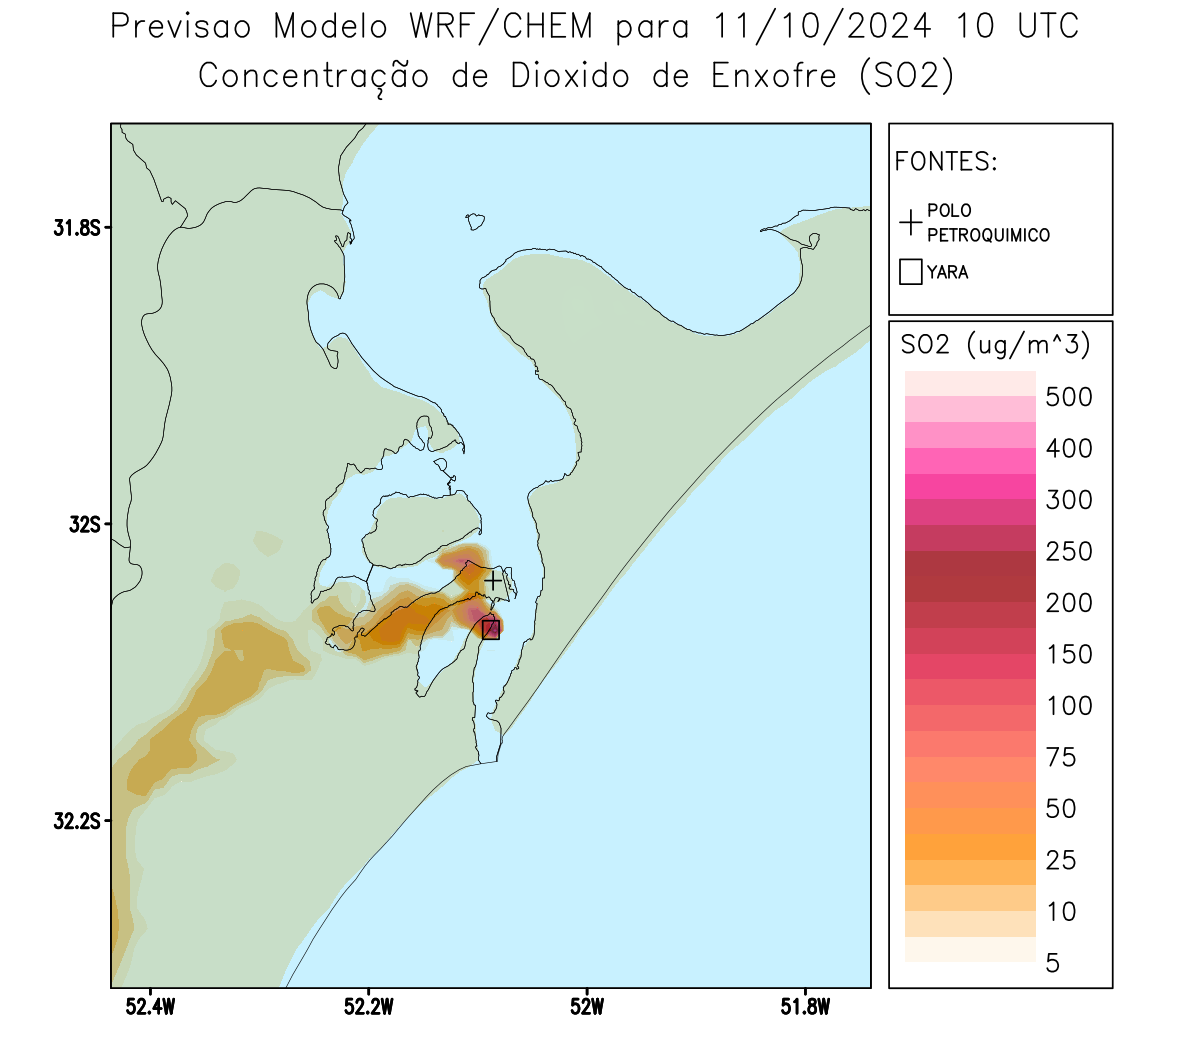 Previsao Modelo WRF/CHEM para 11/10/2024 10 UTC
Concentração de Dioxido de Enxofre (SO2)
FONTES:
POLO
PETROQUIMICO
YARA
31.8S
32S
32.2S
52.4W
52.2W
52W
51.8W
SO2 (ug/m^3)
500
400
300
250
200
150
100
75
50
25
10
5